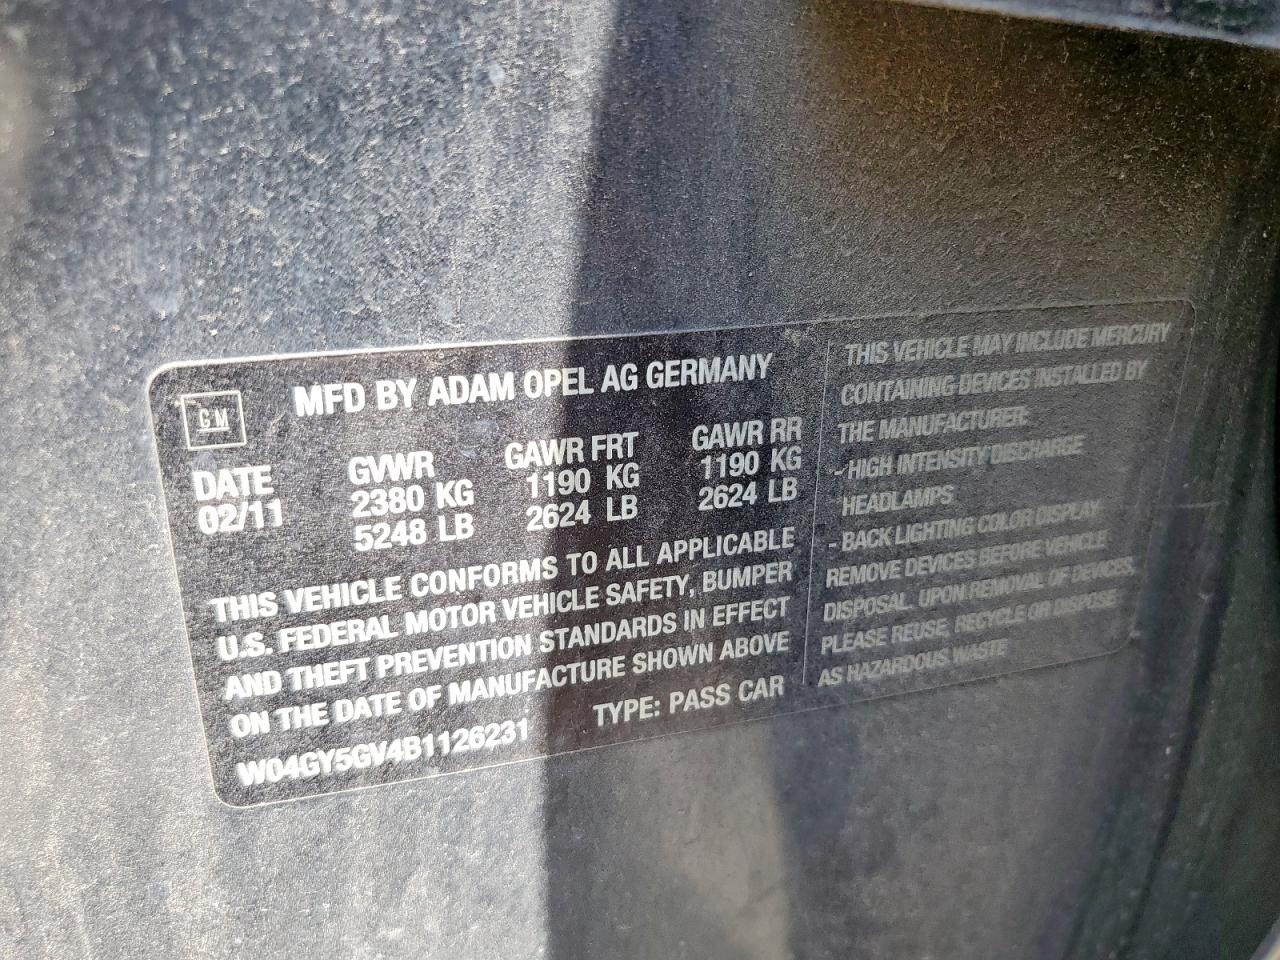 GM
MFD BY ADAM OPEL AG GERMANY
DATE GVWR GAWR FRT GAWR RR
02/11 2380 KG 1190 KG 1190 KG
5248 LB 2624 LB 2624 LB
THIS VEHICLE CONFORMS TO ALL APPLICABLE
U.S. FEDERAL MOTOR VEHICLE SAFETY, BUMPER
AND THEFT PREVENTION STANDARDS IN EFFECT
ON THE DATE OF MANUFACTURE SHOWN ABOVE
W04GY5GV4B1126231 TYPE: PASS CAR
THIS VEHICLE MAY INCLUDE MERCURY
CONTAINING DEVICES INSTALLED BY
THE MANUFACTURER:
- HIGH INTENSITY DISCHARGE
HEADLAMPS
- BACK LIGHTING COLOR DISPLAY
REMOVE DEVICES BEFORE VEHICLE
DISPOSAL. UPON REMOVAL OF DEVICES,
PLEASE REUSE, RECYCLE OR DISPOSE
AS HAZARDOUS WASTE